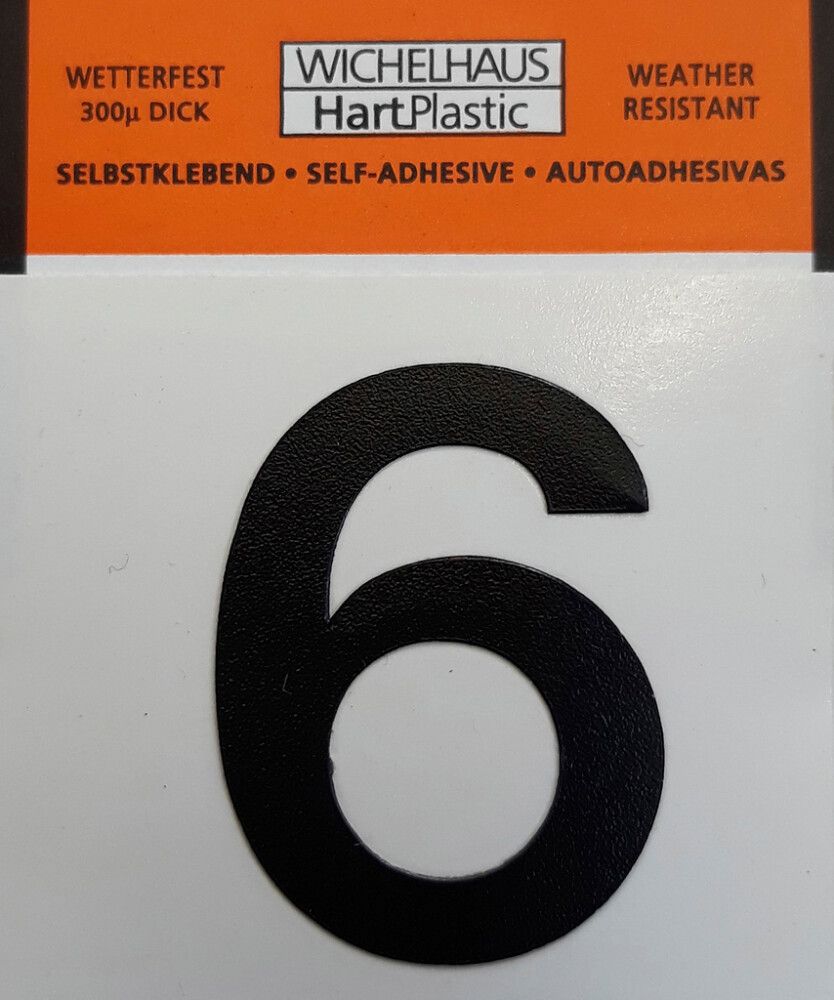 WETTERFEST
300µ DICK
WICHELHAUS
HartPlastic
WEATHER
RESISTANT
SELBSTKLEBEND • SELF-ADHESIVE • AUTOADHESIVAS
6